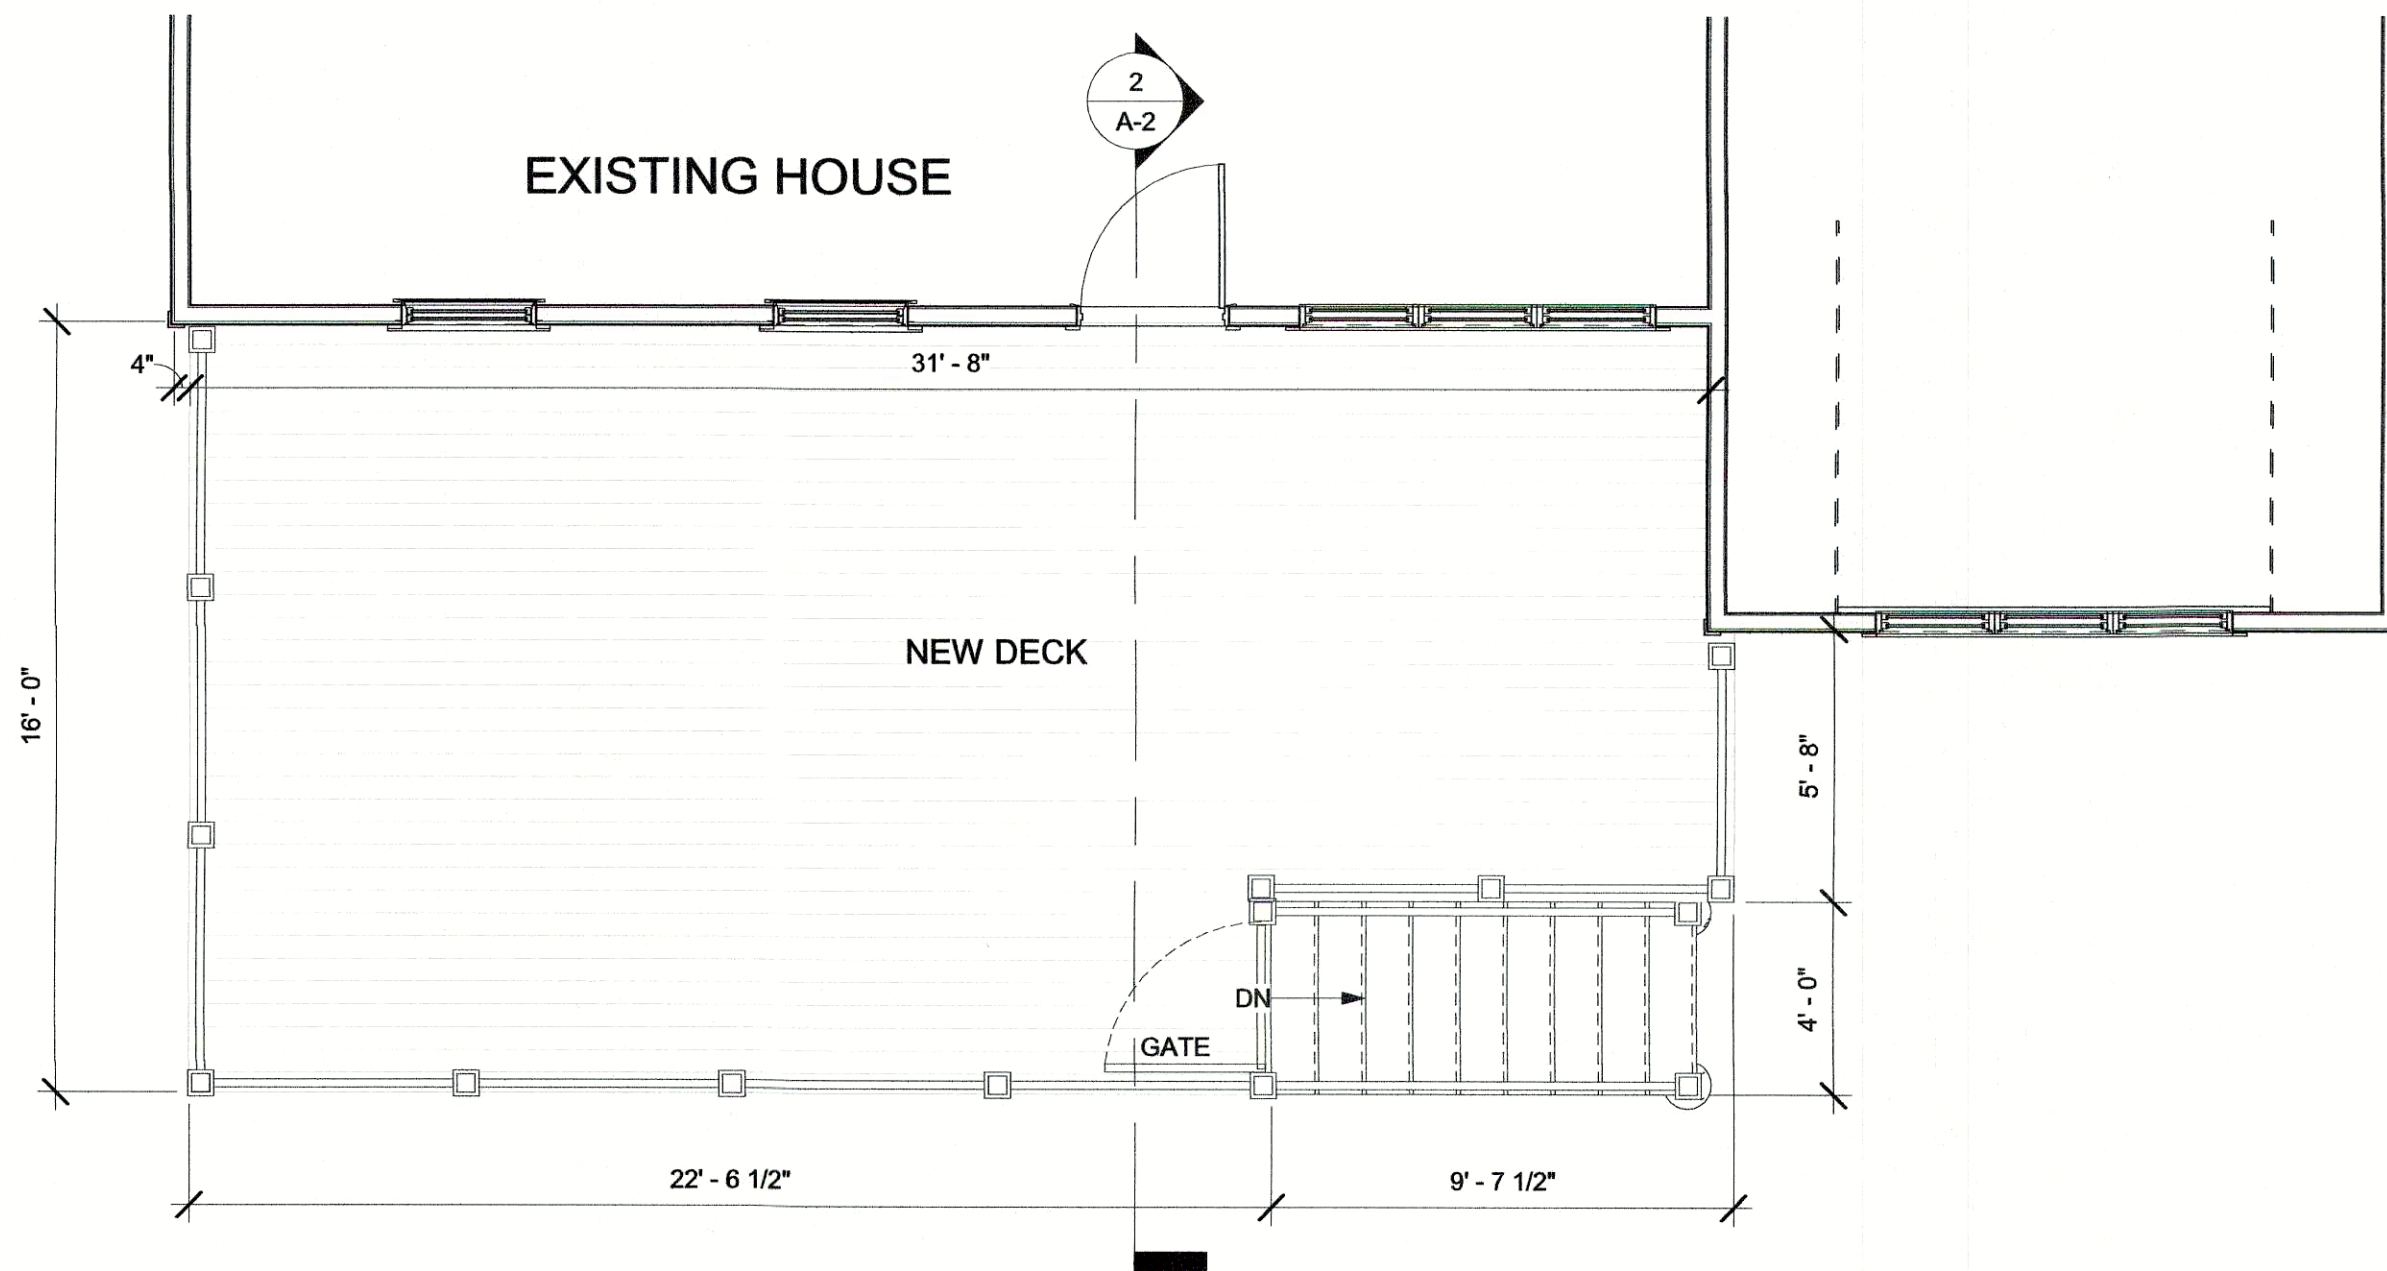 2
A-2
EXISTING HOUSE
4"
31' - 8"
NEW DECK
16' - 0"
5' - 8"
DN
4' - 0"
GATE
22' - 6 1/2"
9' - 7 1/2"